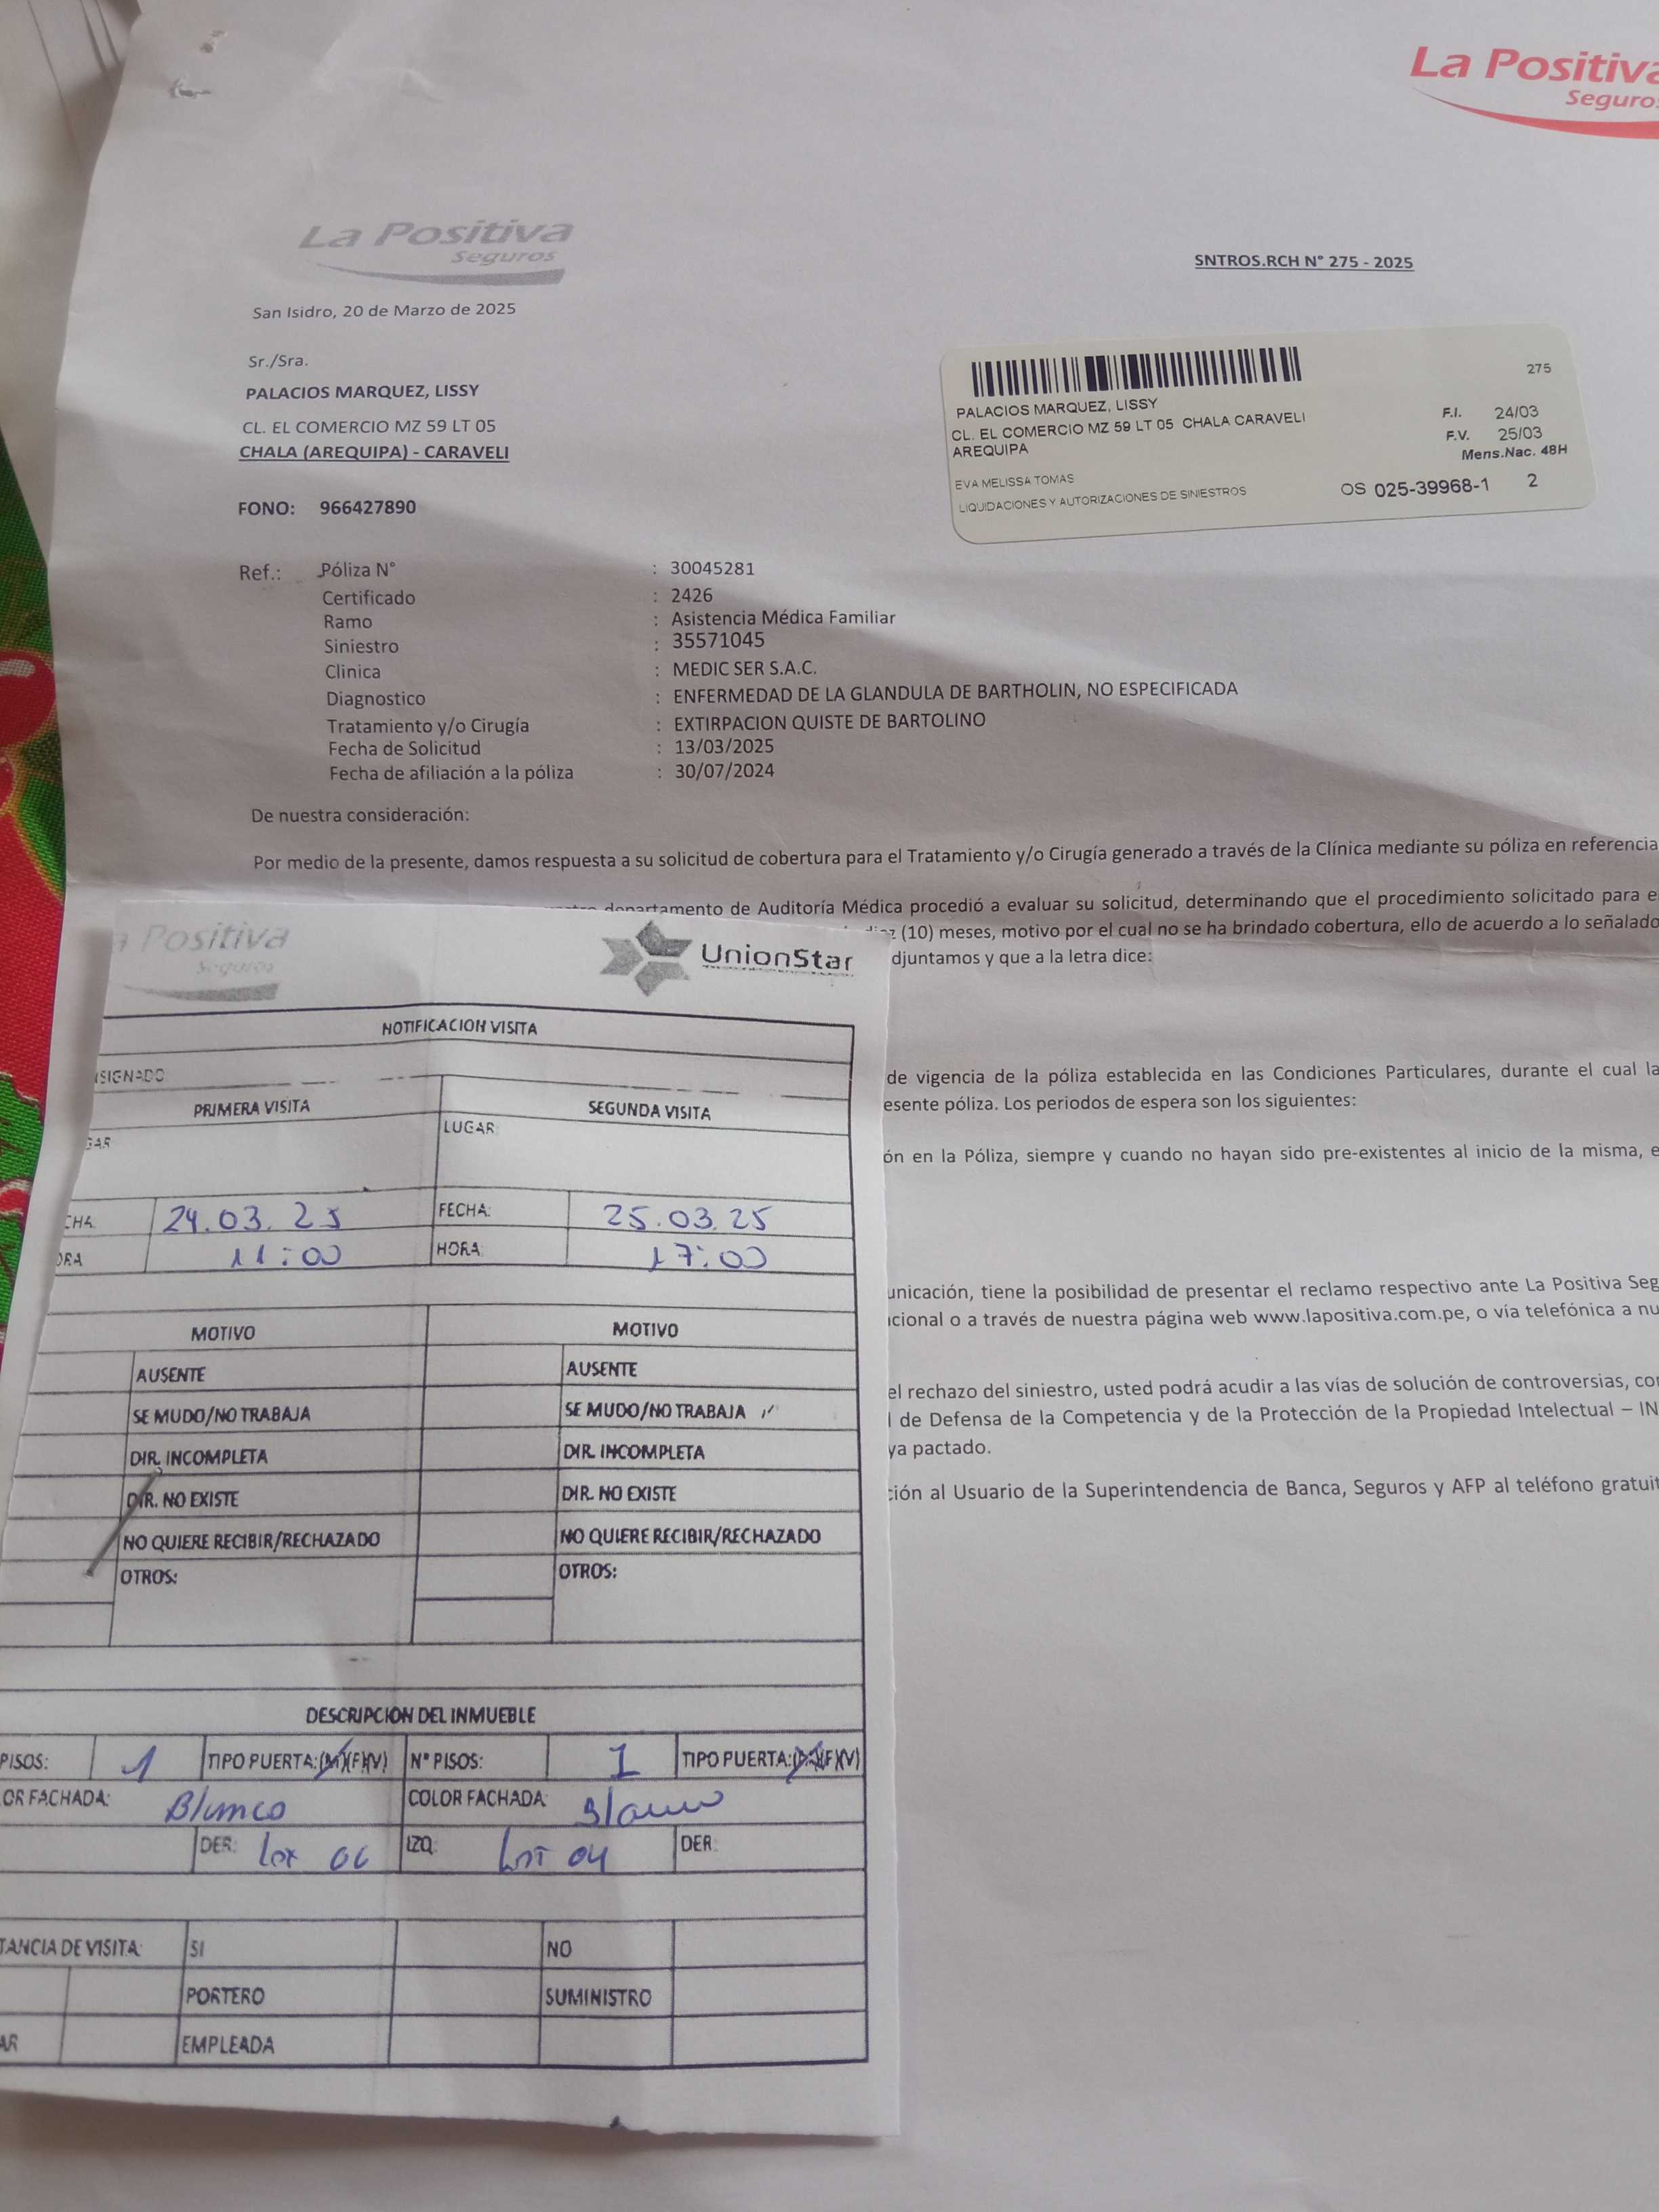 La Positiva
Seguros
La Positiva
Seguros
SNTROS.RCH N° 275 - 2025
San Isidro, 20 de Marzo de 2025
Sr./Sra.
PALACIOS MARQUEZ, LISSY
CL. EL COMERCIO MZ 59 LT 05
CHALA (AREQUIPA) - CARAVELI
FONO: 966427890
275
PALACIOS MARQUEZ, LISSY
CL. EL COMERCIO MZ 59 LT 05 CHALA CARAVELI
AREQUIPA
F.I. 24/03
F.V. 25/03
Mens.Nac. 48H
EVA MELISSA TOMAS
LIQUIDACIONES Y AUTORIZACIONES DE SINIESTROS
OS 025-39968-1 2
Ref.: Póliza N° : 30045281
Certificado : 2426
Ramo : Asistencia Médica Familiar
Siniestro : 35571045
Clinica : MEDIC SER S.A.C.
Diagnostico : ENFERMEDAD DE LA GLANDULA DE BARTHOLIN, NO ESPECIFICADA
Tratamiento y/o Cirugía : EXTIRPACION QUISTE DE BARTOLINO
Fecha de Solicitud : 13/03/2025
Fecha de afiliación a la póliza : 30/07/2024
De nuestra consideración:
Por medio de la presente, damos respuesta a su solicitud de cobertura para el Tratamiento y/o Cirugía generado a través de la Clínica mediante su póliza en referencia
departamento de Auditoría Médica procedió a evaluar su solicitud, determinando que el procedimiento solicitado para e
(10) meses, motivo por el cual no se ha brindado cobertura, ello de acuerdo a lo señalado
djuntamos y que a la letra dice:
de vigencia de la póliza establecida en las Condiciones Particulares, durante el cual la
esente póliza. Los periodos de espera son los siguientes:
ón en la Póliza, siempre y cuando no hayan sido pre-existentes al inicio de la misma, e
unicación, tiene la posibilidad de presentar el reclamo respectivo ante La Positiva Seg
cional o a través de nuestra página web www.lapositiva.com.pe, o vía telefónica a nu
el rechazo del siniestro, usted podrá acudir a las vías de solución de controversias, co
l de Defensa de la Competencia y de la Protección de la Propiedad Intelectual – IN
ya pactado.
ción al Usuario de la Superintendencia de Banca, Seguros y AFP al teléfono gratuit
a Positiva
Seguros
UnionStar
NOTIFICACION VISITA
SIGNADO
PRIMERA VISITA SEGUNDA VISITA
GAR LUGAR:
CHA. 24.03.25 FECHA: 25.03.25
ORA 11:00 HORA: 17:00
MOTIVO MOTIVO
AUSENTE AUSENTE
SE MUDO/NO TRABAJA SE MUDO/NO TRABAJA
DIR. INCOMPLETA DIR. INCOMPLETA
DIR. NO EXISTE DIR. NO EXISTE
NO QUIERE RECIBIR/RECHAZADO NO QUIERE RECIBIR/RECHAZADO
OTROS: OTROS:
DESCRIPCION DEL INMUEBLE
PISOS: 1 TIPO PUERTA:(M)(F)(V) N° PISOS: 1 TIPO PUERTA:(M)(F)(V)
OR FACHADA: Blanco COLOR FACHADA: Blanco
DER: Lot 06 IZQ: Lot 04 DER:
TANCIA DE VISITA: SI NO
PORTERO SUMINISTRO
AR EMPLEADA